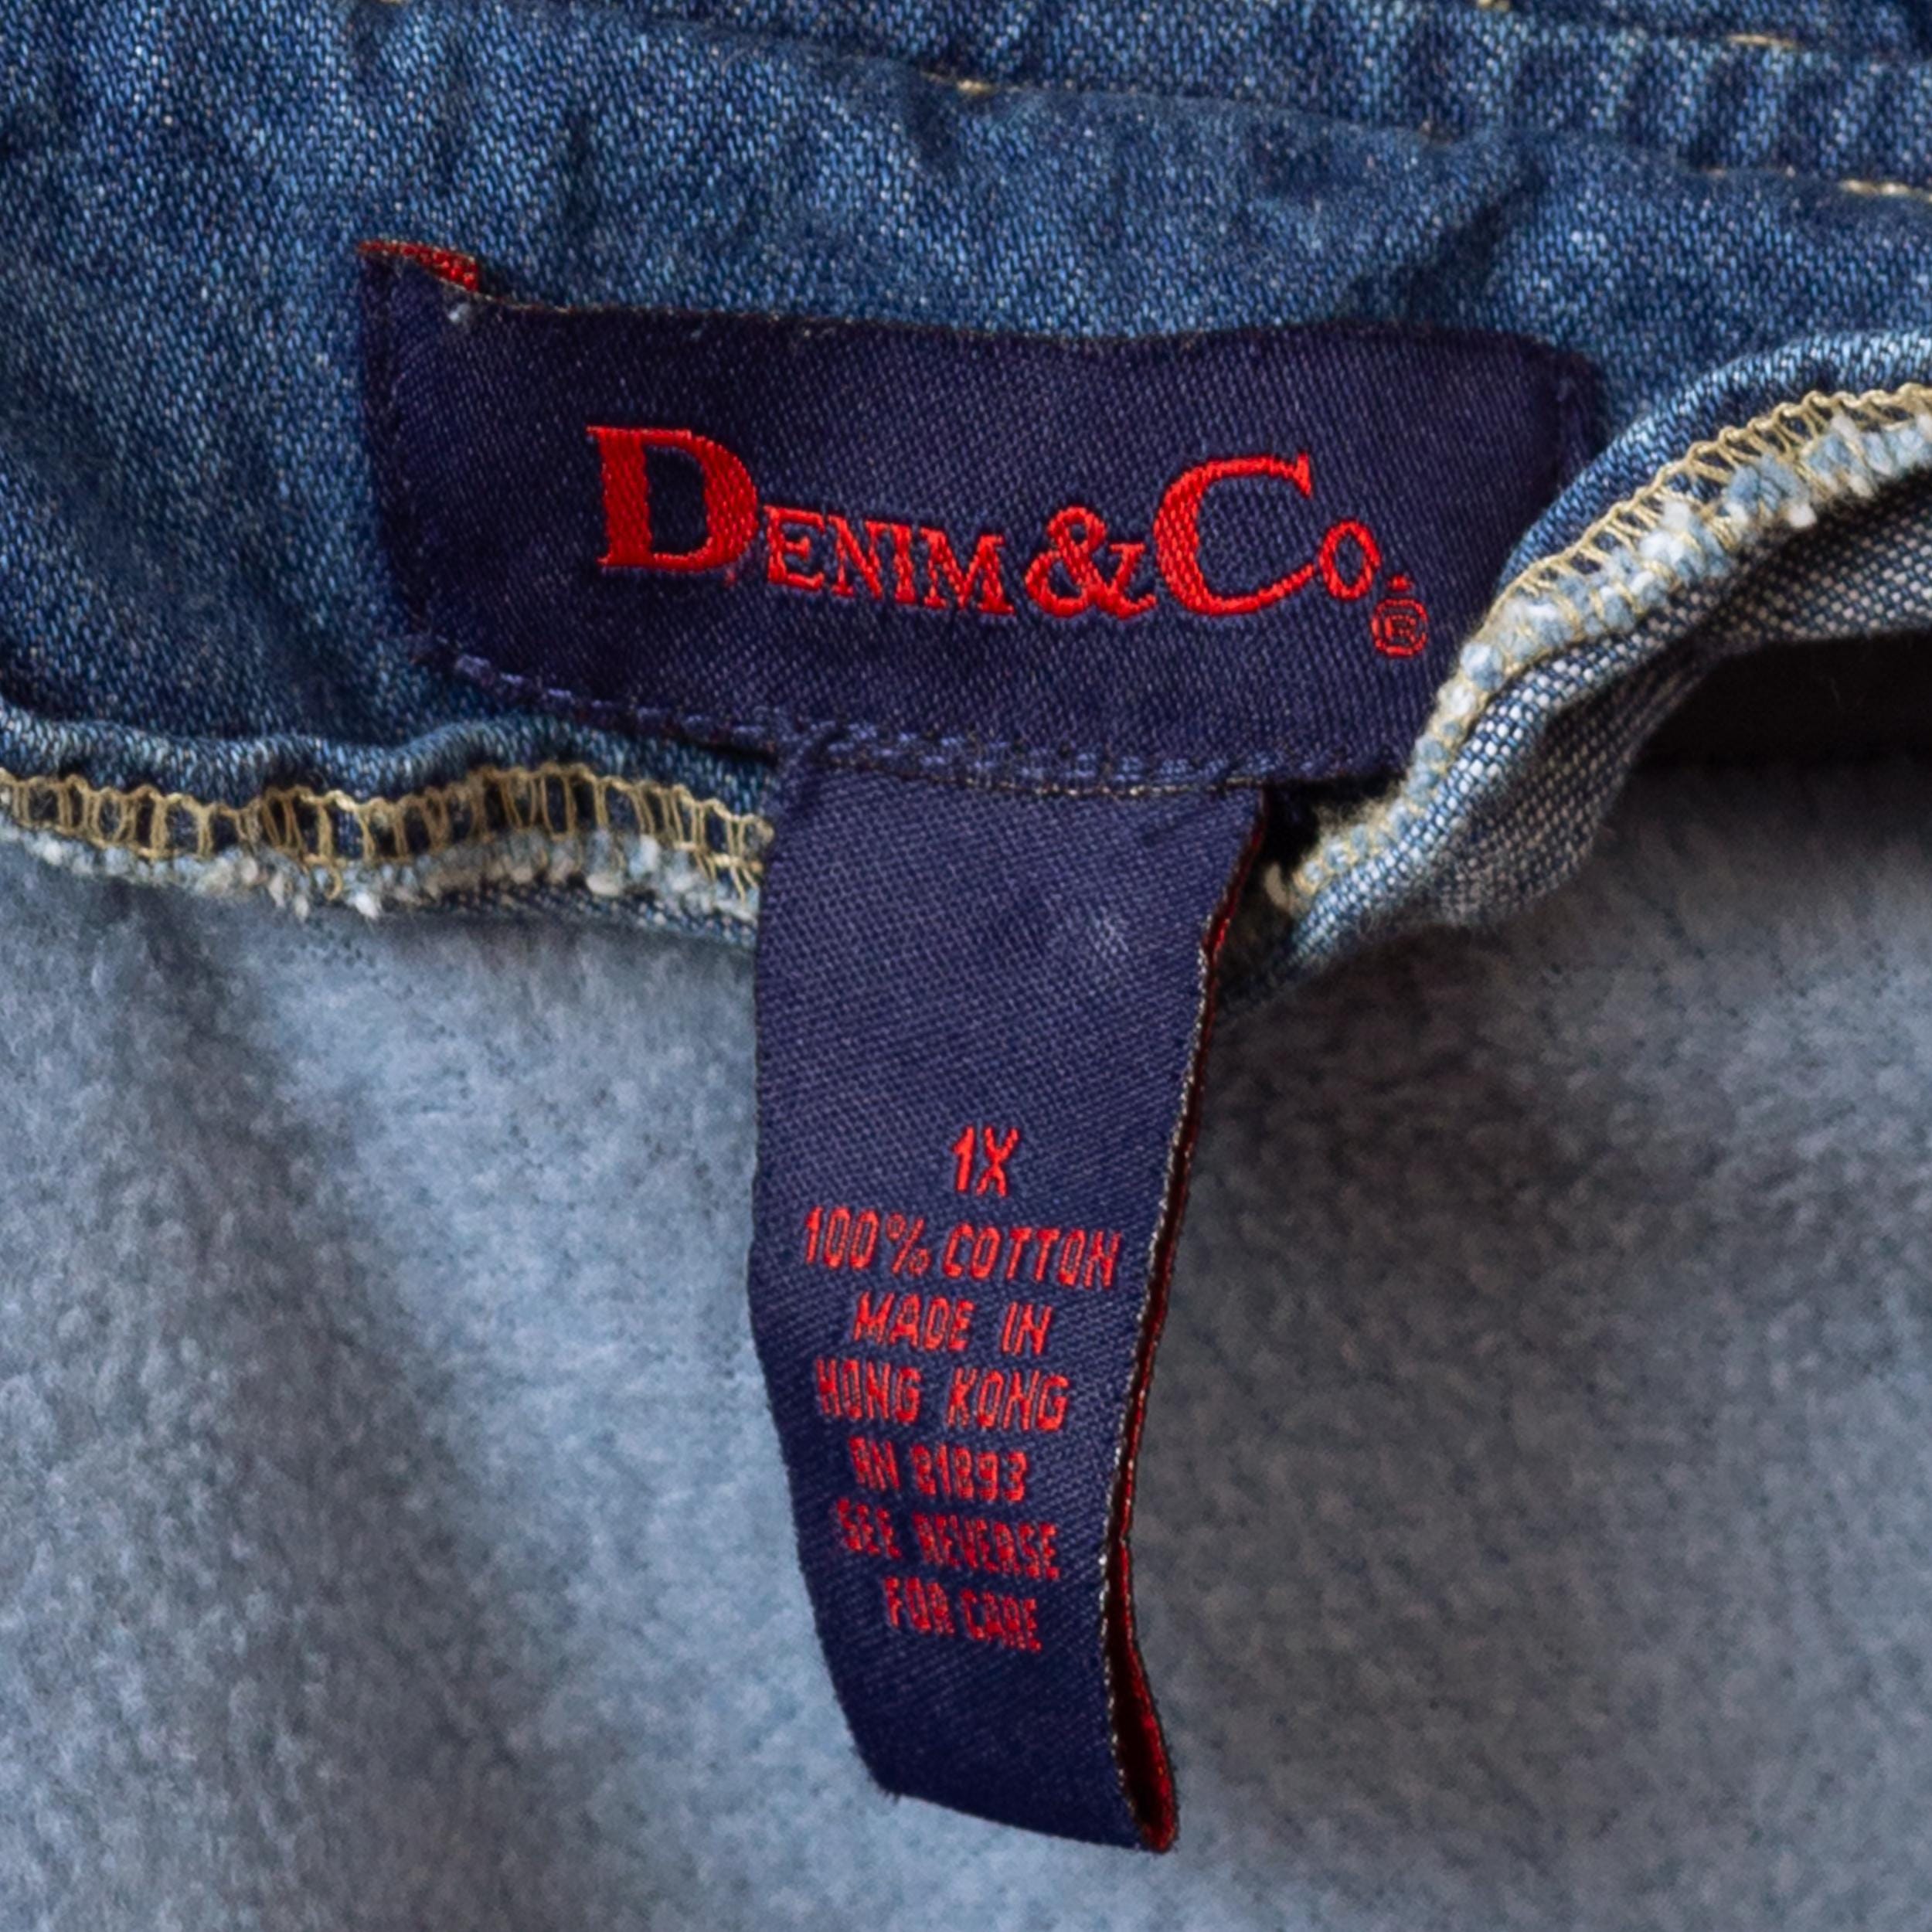 DENIM & CO.®
1X
100% COTTON
MADE IN
HONG KONG
RN 81893
SEE REVERSE
FOR CARE